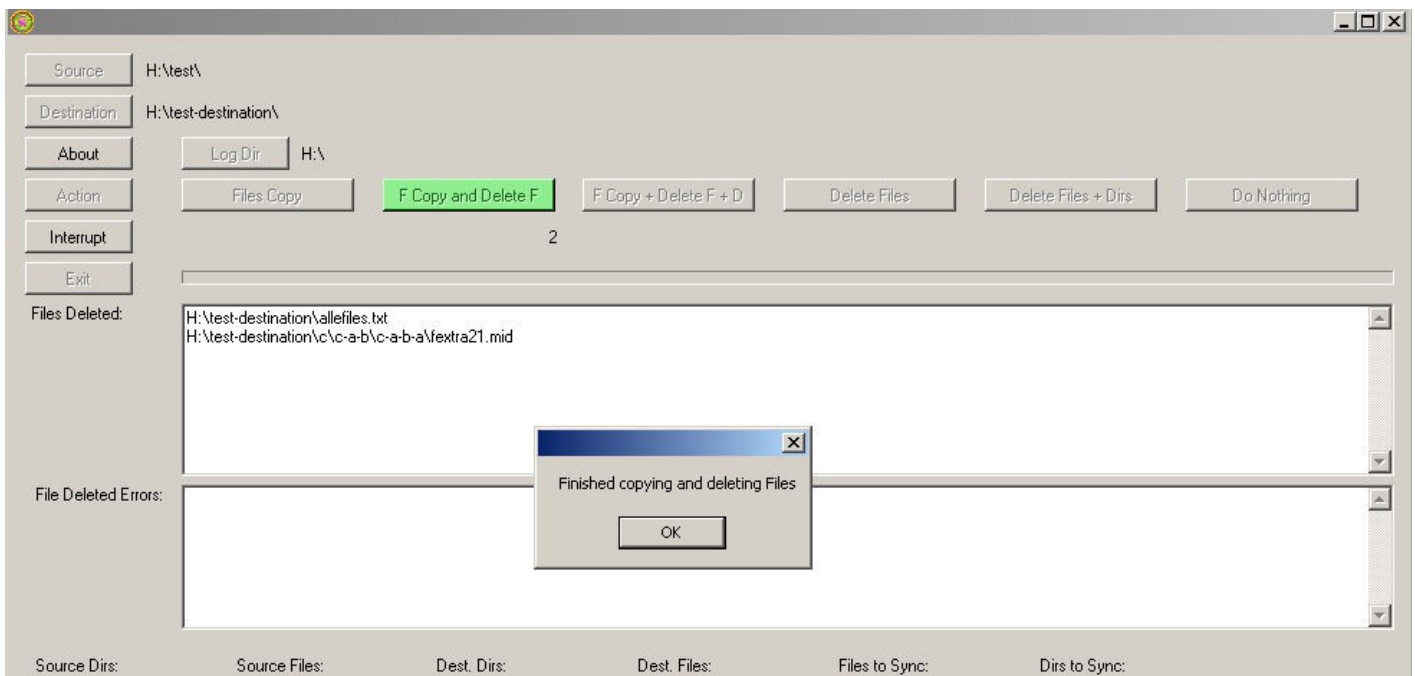 Source H:\test\
Destination H:\test-destination\
About Log Dir H:\
Action Files Copy F Copy and Delete F F Copy + Delete F + D Delete Files Delete Files + Dirs Do Nothing
Interrupt 2
Exit
Files Deleted:
H:\test-destination\allefiles.txt
H:\test-destination\c\c-a-b\c-a-b-a\fextra21.mid
Finished copying and deleting Files
OK
File Deleted Errors:
Source Dirs: Source Files: Dest. Dirs: Dest. Files: Files to Sync: Dirs to Sync: